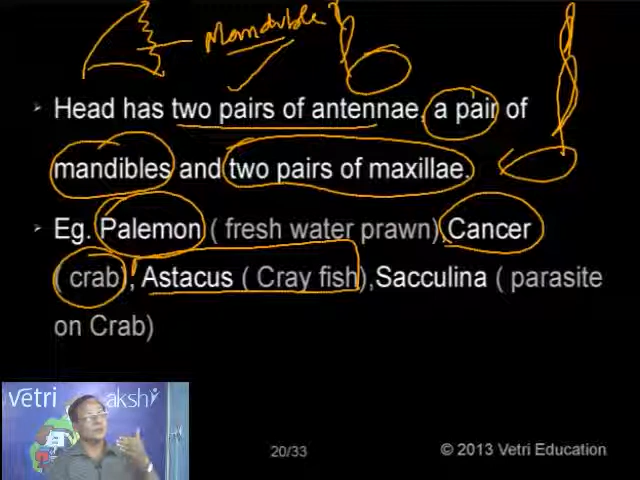 Mandible
Head has two pairs of antennae, a pair of
mandibles and two pairs of maxillae.
Eg. Palemon ( fresh water prawn), Cancer
( crab), Astacus ( Cray fish),Sacculina ( parasite
on Crab)
vetri akshi
20/33
© 2013 Vetri Education